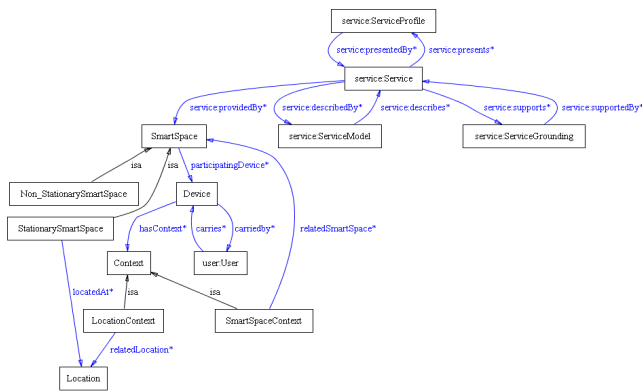 service:ServiceProfile
service:presentedBy*
service:presents*
service:Service
service:providedBy*
service:describedBy*
service:describes*
service:supports*
service:supportedBy*
SmartSpace
service:ServiceModel
service:ServiceGrounding
isa
isa
participatingDevice*
Non_StationarySmartSpace
Device
StationarySmartSpace
hasContext*
carries*
carriedby*
relatedSmartSpace*
Context
user:User
locatedAt*
isa
isa
LocationContext
SmartSpaceContext
relatedLocation*
Location